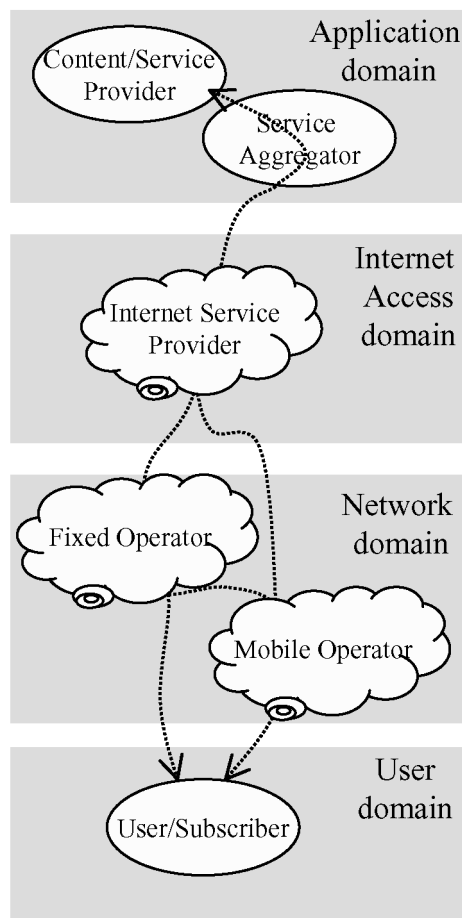 Application
domain
Content/Service
Provider
Service
Aggregator
Internet
Access
domain
Internet Service
Provider
Network
domain
Fixed Operator
Mobile Operator
User
domain
User/Subscriber